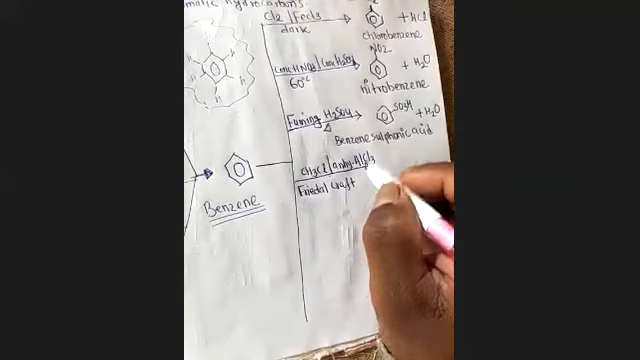 matic hydrocarbons.
Cl2 | Fecl3
dark
+ HCl
chlorobenzene
NO2
conc HNO3 | conc H2SO4
60°C
+ H2O
nitrobenzene
Fuming H2SO4
Δ
SO3H
+ H2O
Benzene sulphonic acid
CH3Cl | anhy. AlCl3
Friedal craft
Benzene
H
H
H